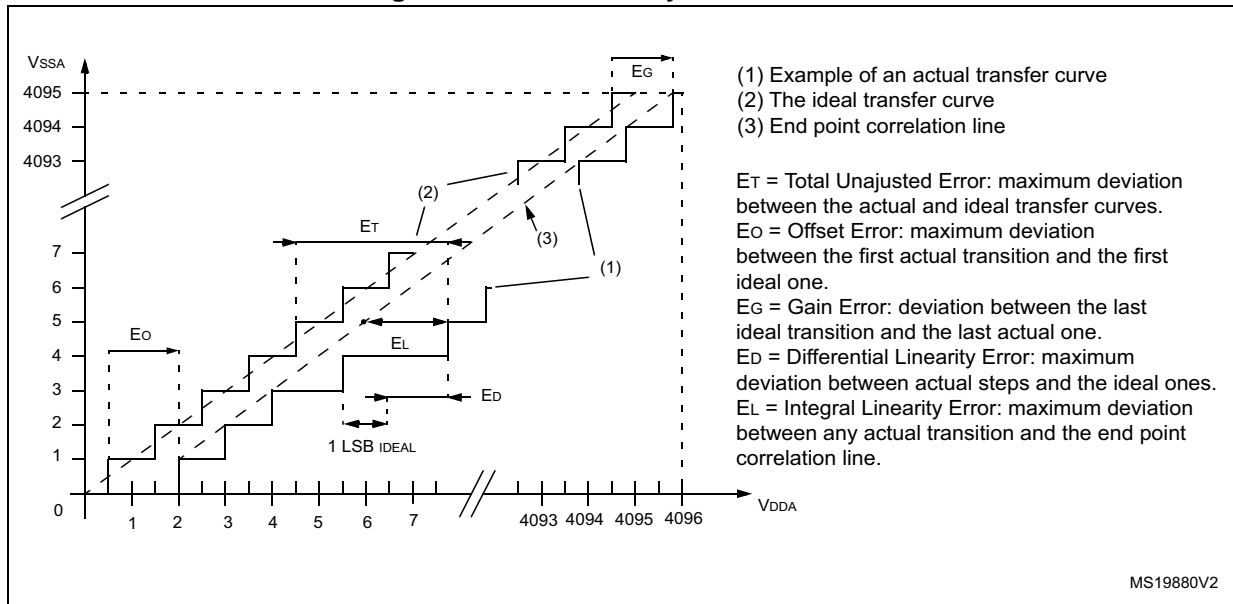 VSSA
EG
4095
4094
4093
(2)
ET
(3)
7
(1)
6
5
EO
EL
4
3
ED
2
1
1 LSB IDEAL
0
1 2 3 4 5 6 7 4093 4094 4095 4096
VDDA
(1) Example of an actual transfer curve
(2) The ideal transfer curve
(3) End point correlation line
ET = Total Unajusted Error: maximum deviation
between the actual and ideal transfer curves.
EO = Offset Error: maximum deviation
between the first actual transition and the first
ideal one.
EG = Gain Error: deviation between the last
ideal transition and the last actual one.
ED = Differential Linearity Error: maximum
deviation between actual steps and the ideal ones.
EL = Integral Linearity Error: maximum deviation
between any actual transition and the end point
correlation line.
MS19880V2